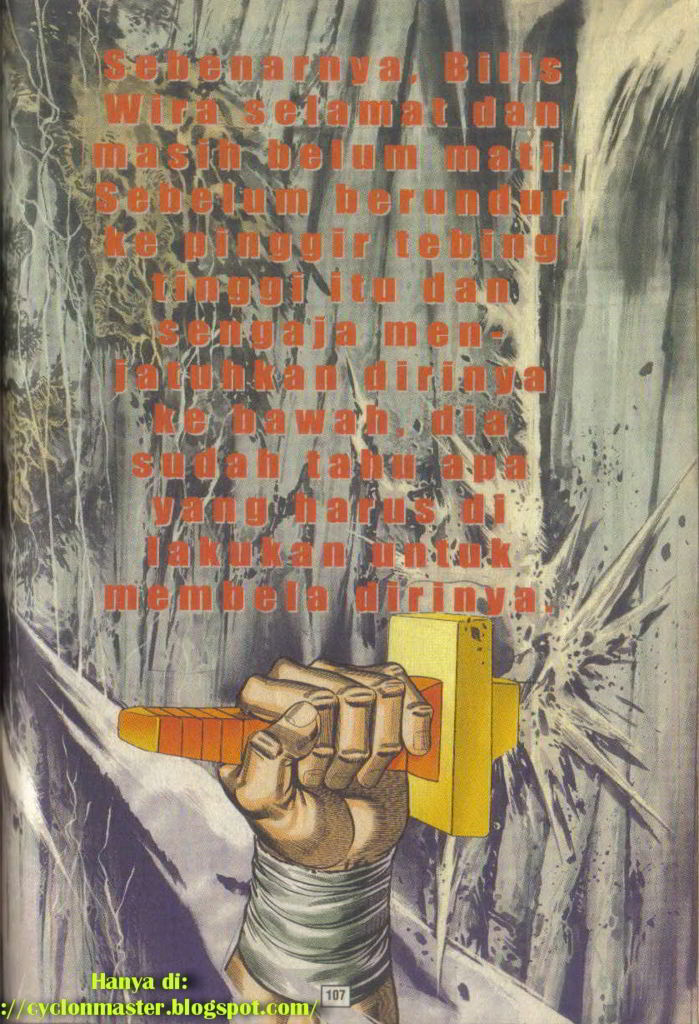 Sebenarnya, Bilis
Wira selamat dan
masih belum mati.
Sebelum berundur
ke pinggir tebing
tinggi itu dan
sengaja men-
jatuhkan dirinya
ke bawah, dia
sudah tahu apa
yang harus di
lakukan untuk
membela dirinya.
107
Hanya di:
://cyclonmaster.blogspot.com/